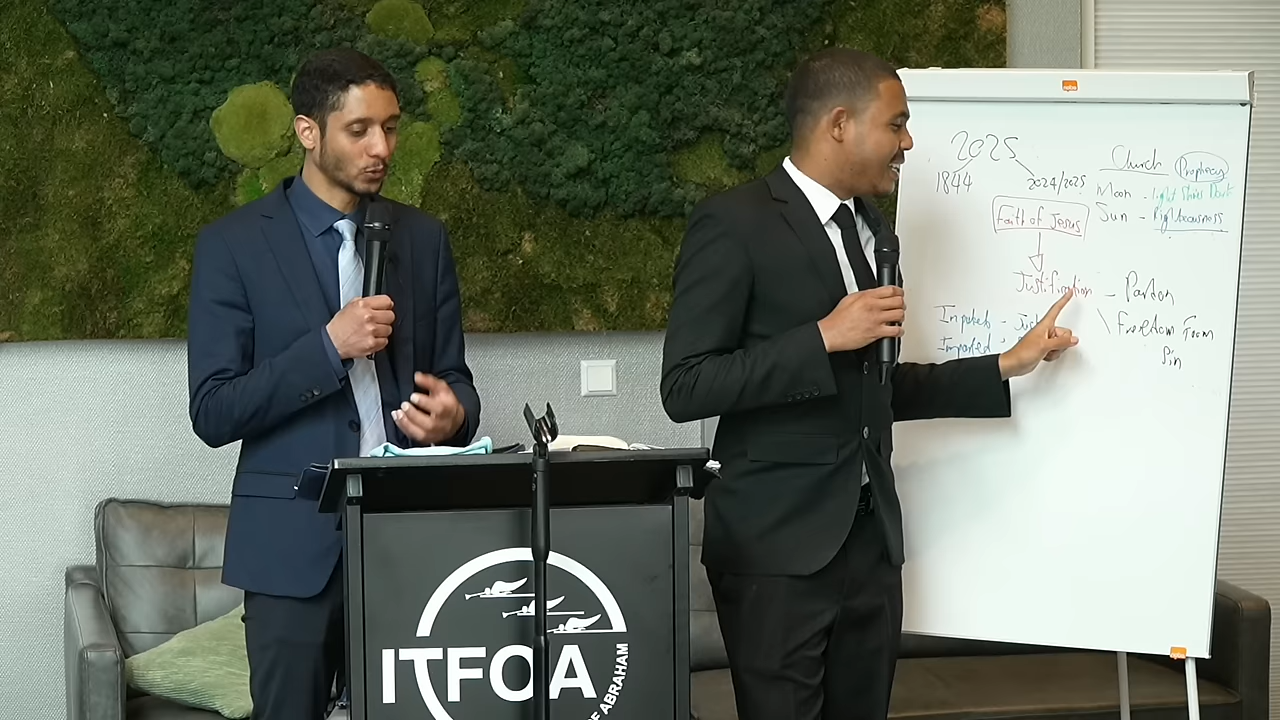 2025
1844
2024/2025
Church Prophecy
Moon - Light Shines Dark
Sun - Righteousness
Faith of Jesus
Justification - Pardon
Freedom From
Sin
Imputed - Just
Imparted -
ITFOA
OF ABRAHAM